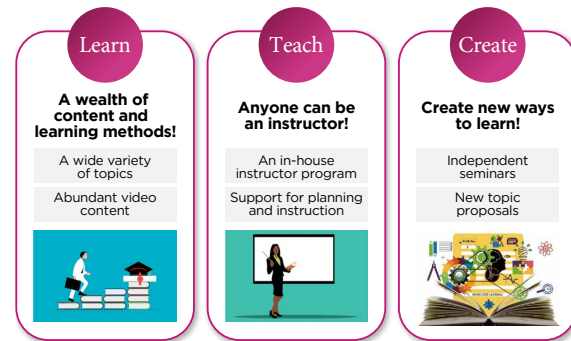 Learn
A wealth of
content and
learning methods!
A wide variety
of topics
Abundant video
content
Teach
Anyone can be
an instructor!
An in-house
instructor program
Support for planning
and instruction
Create
Create new ways
to learn!
Independent
seminars
New topic
proposals